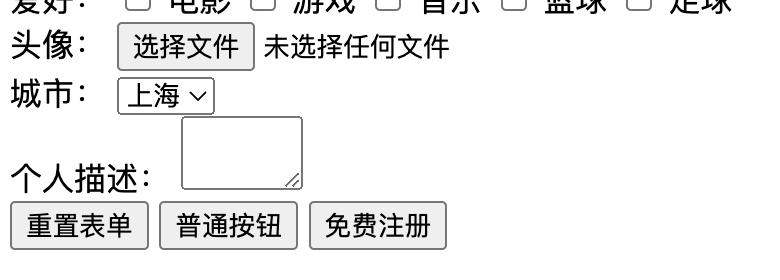 爱好： 电影 游戏 音乐 篮球 足球
头像： 选择文件 未选择任何文件
城市： 上海
个人描述：
重置表单 普通按钮 免费注册